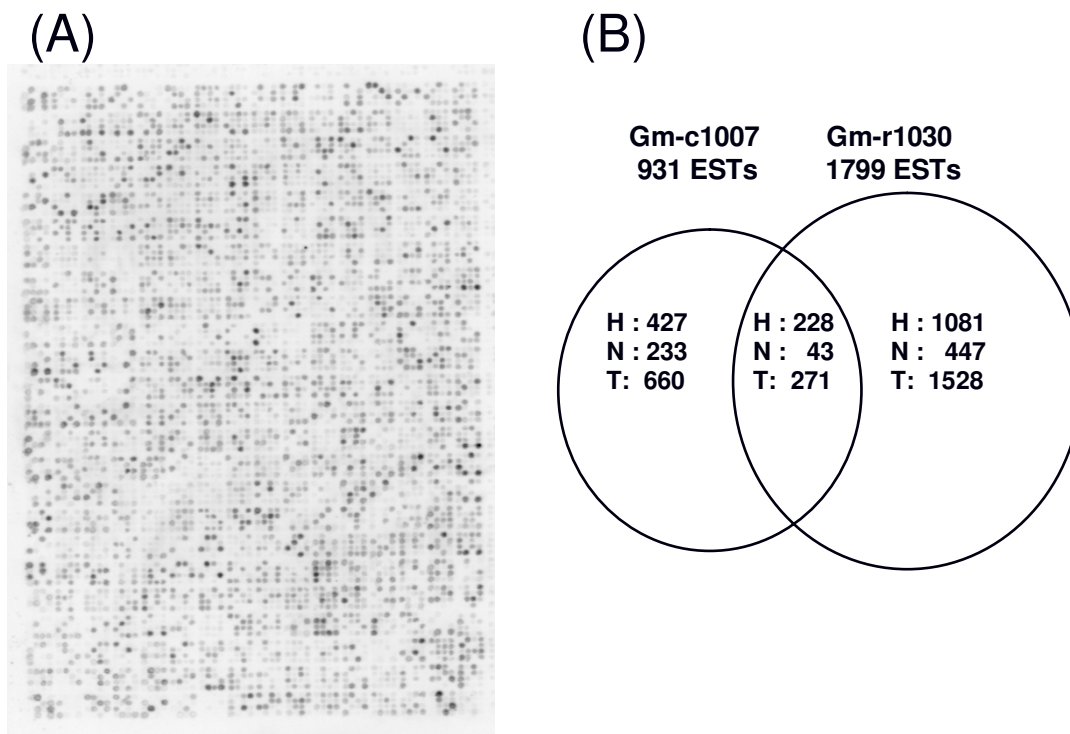 (A)
(B)
Gm-c1007
931 ESTs
Gm-r1030
1799 ESTs
H : 427
N : 233
T: 660
H : 228
N : 43
T: 271
H : 1081
N : 447
T: 1528